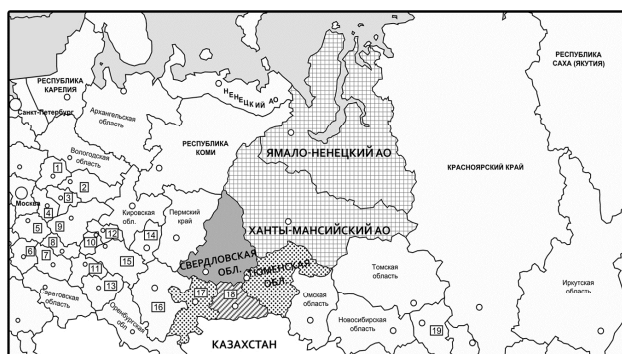 РЕСПУБЛИКА
САХА (ЯКУТИЯ)
РЕСПУБЛИКА
КАРЕЛИЯ
НЕНЕЦКИЙ АО
Санкт-Петербург
Архангельская
область
РЕСПУБЛИКА
КОМИ
ЯМАЛО-НЕНЕЦКИЙ АО
КРАСНОЯРСКИЙ КРАЙ
Вологодская
область
1
2
3
Москва
4
5
9
Кировская
обл.
Пермский
край
ХАНТЫ-МАНСИЙСКИЙ АО
12
10
14
8
6
7
15
11
13
СВЕРДЛОВСКАЯ
ОБЛ.
ТЮМЕНСКАЯ
ОБЛ.
Томская
область
Иркутская
область
область
Оренбургская
обл.
16
17
18
Омская
область
Новосибирская
область
19
КАЗАХСТАН